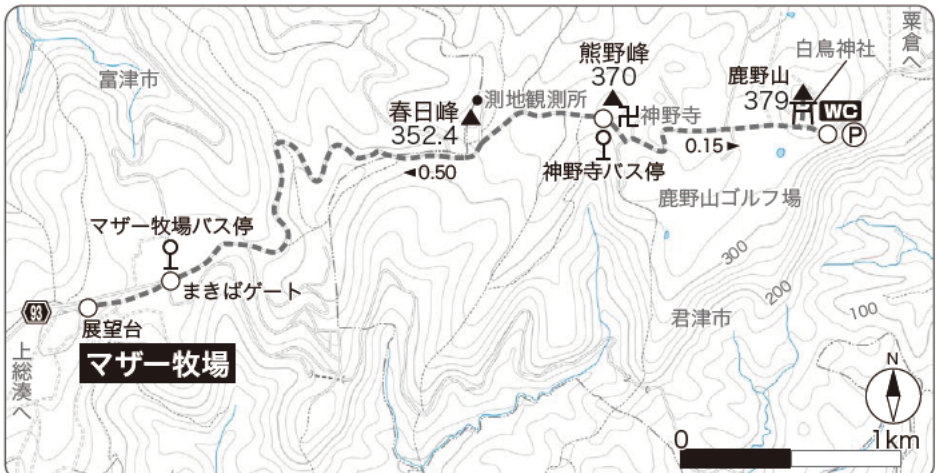 粟倉へ
白鳥神社
富津市
熊野峰
370
鹿野山
379
WC
P
春日峰
352.4
測地観測所
神野寺
0.15
神野寺バス停
0.50
鹿野山ゴルフ場
マザー牧場バス停
まきばゲート
300
200
100
93
展望台
マザー牧場
上総湊へ
君津市
N
0
1km